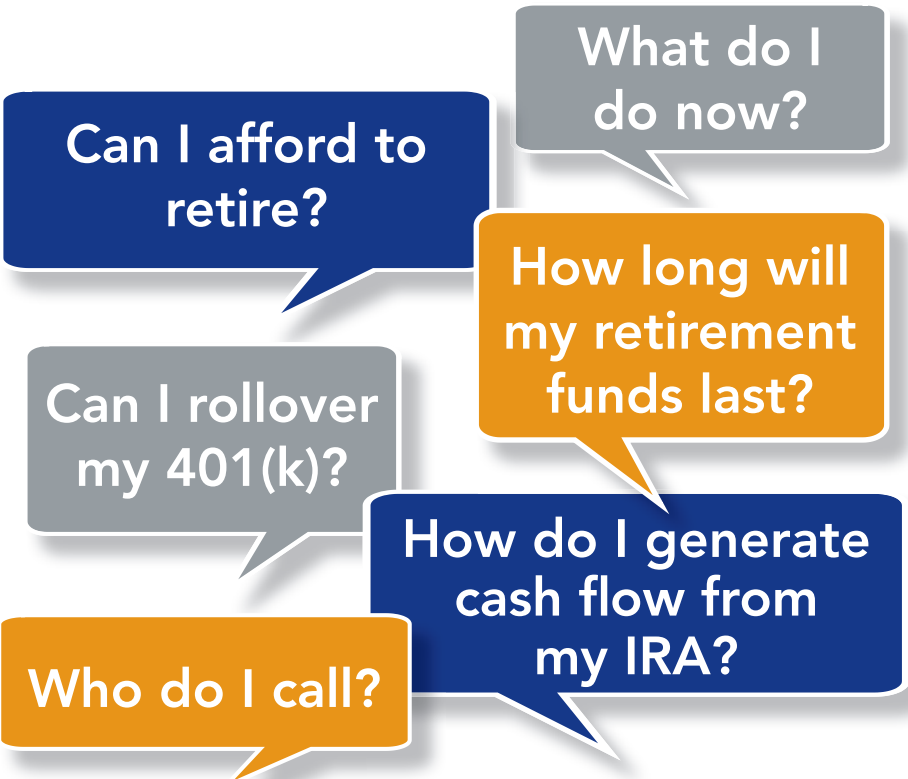 What do I
do now?
Can I afford to
retire?
How long will
my retirement
funds last?
Can I rollover
my 401(k)?
How do I generate
cash flow from
my IRA?
Who do I call?